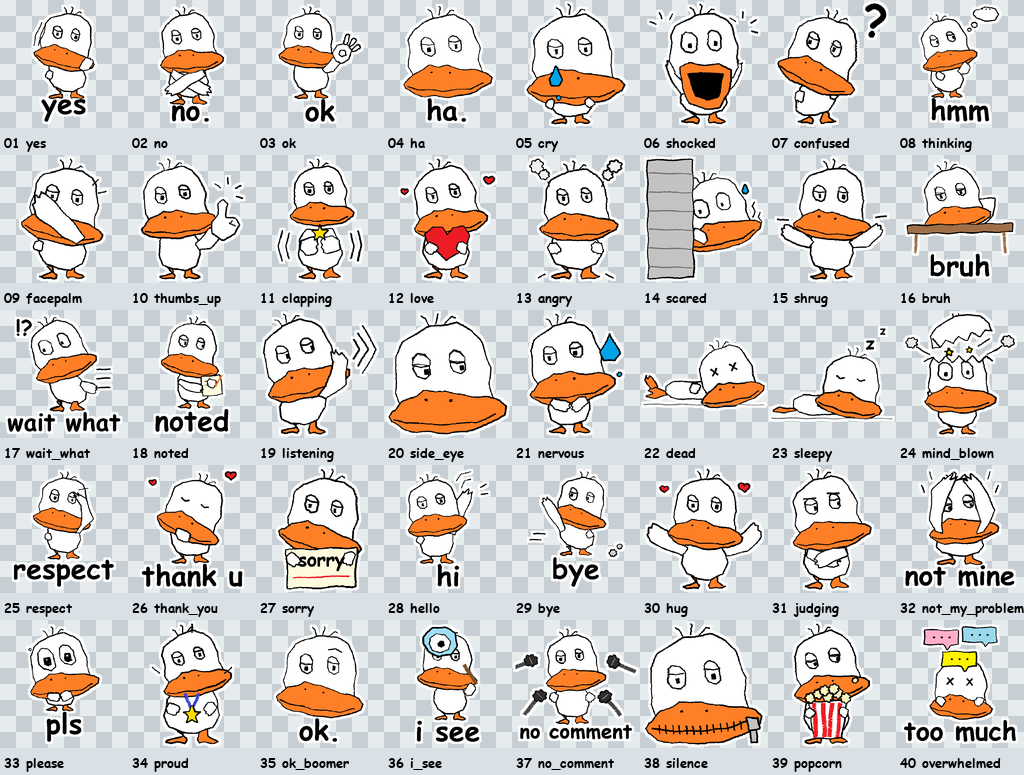 yes
no.
ok
ha.
?
hmm
01 yes
02 no
03 ok
04 ha
05 cry
06 shocked
07 confused
08 thinking
bruh
09 facepalm
10 thumbs_up
11 clapping
12 love
13 angry
14 scared
15 shrug
16 bruh
!?
wait what
noted
z
z
17 wait_what
18 noted
19 listening
20 side_eye
21 nervous
22 dead
23 sleepy
24 mind_blown
respect
thank u
sorry
hi
bye
not mine
25 respect
26 thank_you
27 sorry
28 hello
29 bye
30 hug
31 judging
32 not_my_problem
pls
ok.
i see
no comment
...
...
...
too much
33 please
34 proud
35 ok_boomer
36 i_see
37 no_comment
38 silence
39 popcorn
40 overwhelmed